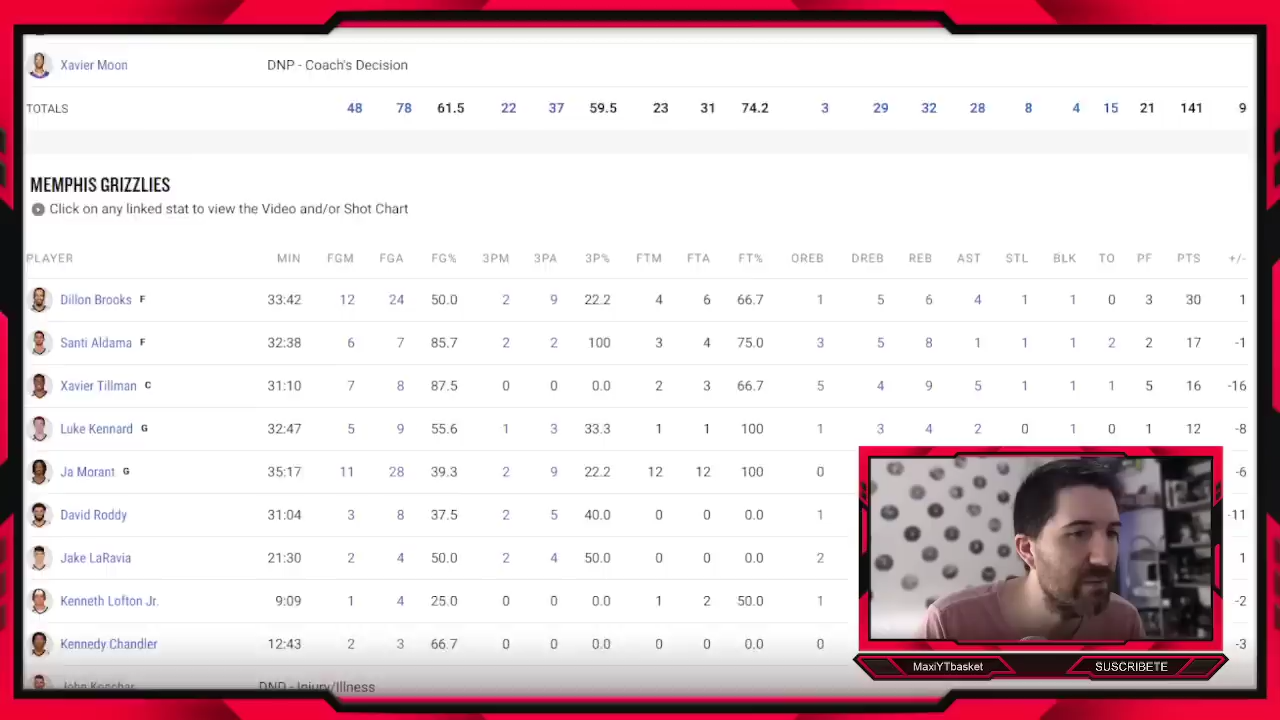 Xavier Moon DNP - Coach's Decision
TOTALS 48 78 61.5 22 37 59.5 23 31 74.2 3 29 32 28 8 4 15 21 141 9
MEMPHIS GRIZZLIES
Click on any linked stat to view the Video and/or Shot Chart
PLAYER MIN FGM FGA FG% 3PM 3PA 3P% FTM FTA FT% OREB DREB REB AST STL BLK TO PF PTS +/-
Dillon Brooks F 33:42 12 24 50.0 2 9 22.2 4 6 66.7 1 5 6 4 1 1 0 3 30 1
Santi Aldama F 32:38 6 7 85.7 2 2 100 3 4 75.0 3 5 8 1 1 1 2 2 17 -1
Xavier Tillman C 31:10 7 8 87.5 0 0 0.0 2 3 66.7 5 4 9 5 1 1 1 5 16 -16
Luke Kennard G 32:47 5 9 55.6 1 3 33.3 1 1 100 1 3 4 2 0 1 0 1 12 -8
Ja Morant G 35:17 11 28 39.3 2 9 22.2 12 12 100 0 -6
David Roddy 31:04 3 8 37.5 2 5 40.0 0 0 0.0 1 -11
Jake LaRavia 21:30 2 4 50.0 2 4 50.0 0 0 0.0 2 1
Kenneth Lofton Jr. 9:09 1 4 25.0 0 0 0.0 1 2 50.0 1 -2
Kennedy Chandler 12:43 2 3 66.7 0 0 0.0 0 0 0.0 0 -3
John Konchar DNP - Injury/Illness
MaxiYTbasket SUSCRIBETE